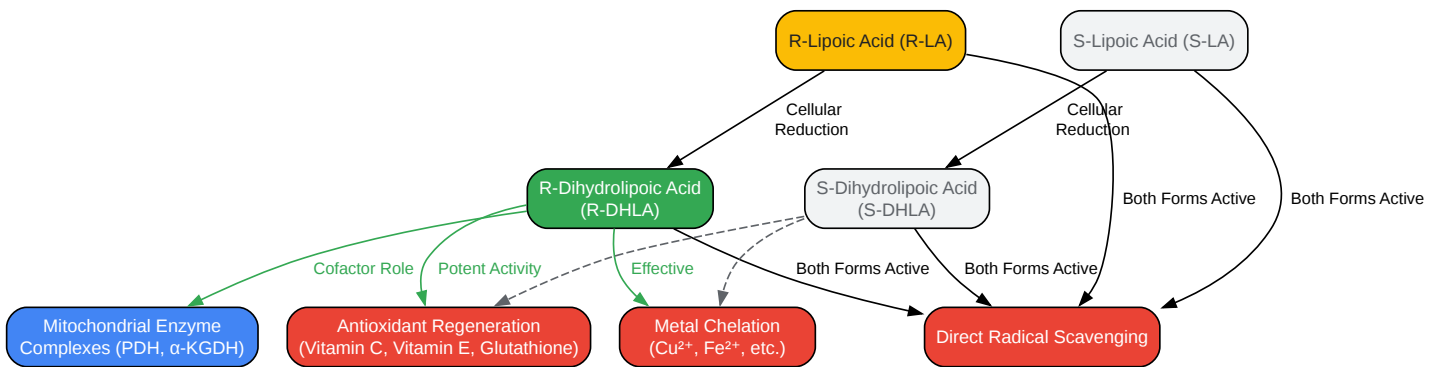 R-Lipoic Acid (R-LA)
S-Lipoic Acid (S-LA)
Cellular
Reduction
Cellular
Reduction
R-Dihydrolipoic Acid
(R-DHLA)
S-Dihydrolipoic Acid
(S-DHLA)
Both Forms Active
Both Forms Active
Cofactor Role
Potent Activity
Effective
Both Forms Active
Both Forms Active
Mitochondrial Enzyme
Complexes (PDH, α-KGDH)
Antioxidant Regeneration
(Vitamin C, Vitamin E, Glutathione)
Metal Chelation
(Cu²⁺, Fe²⁺, etc.)
Direct Radical Scavenging